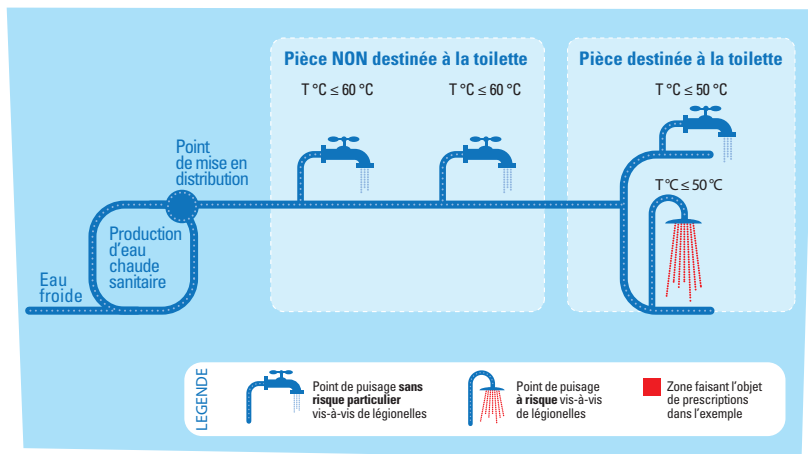 Pièce NON destinée à la toilette
T °C ≤ 60 °C
T °C ≤ 60 °C
Pièce destinée à la toilette
T °C ≤ 50 °C
T °C ≤ 50 °C
Point
de mise en
distribution
Production
d'eau
chaude
sanitaire
Eau
froide
LEGENDE
Point de puisage sans
risque particulier
vis-à-vis de légionelles
Point de puisage
à risque vis-à-vis
de légionelles
Zone faisant l'objet
de prescriptions
dans l'exemple